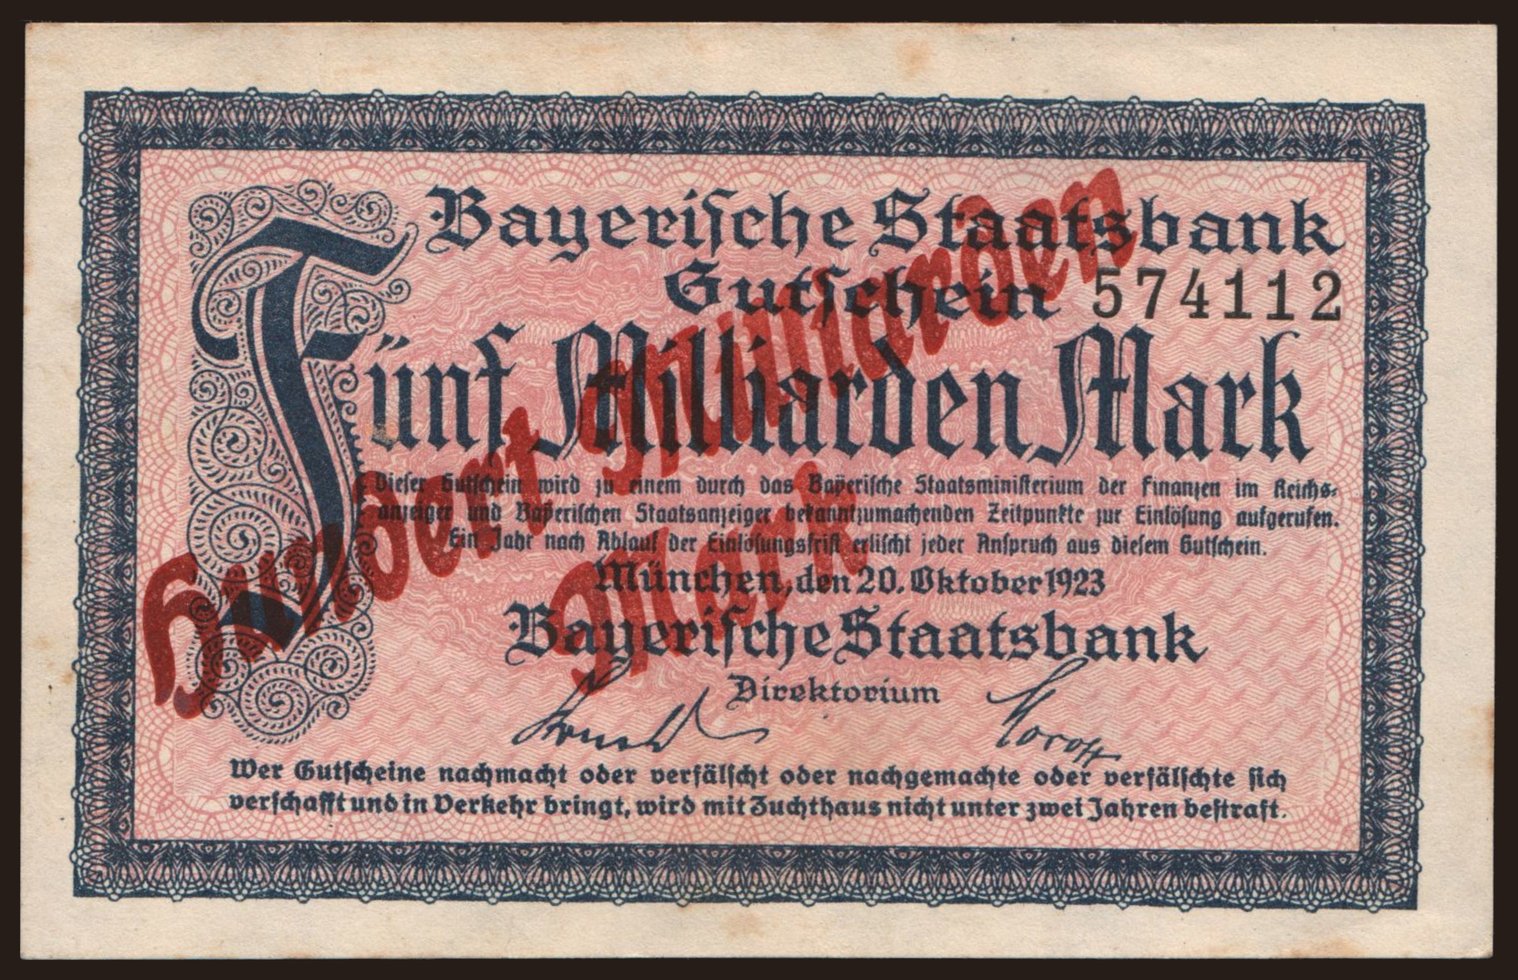 Bayerische Staatsbank
Gutschein 574112
Fünf Milliarden Mark
Dieser Gutschein wird zu einem durch das Bayerische Staatsministerium der Finanzen im Reichs-
anzeiger und Bayerischen Staatsanzeiger bekanntzumachenden Zeitpunkte zur Einlösung aufgerufen.
Ein Jahr nach Ablauf der Einlösungsfrist erlischt jeder Anspruch aus diesem Gutschein.
München, den 20. Oktober 1923
Bayerische Staatsbank
Direktorium
Wer Gutscheine nachmacht oder verfälscht oder nachgemachte oder verfälschte sich
verschafft und in Verkehr bringt, wird mit Zuchthaus nicht unter zwei Jahren bestraft.
Hundert Milliarden
Mark